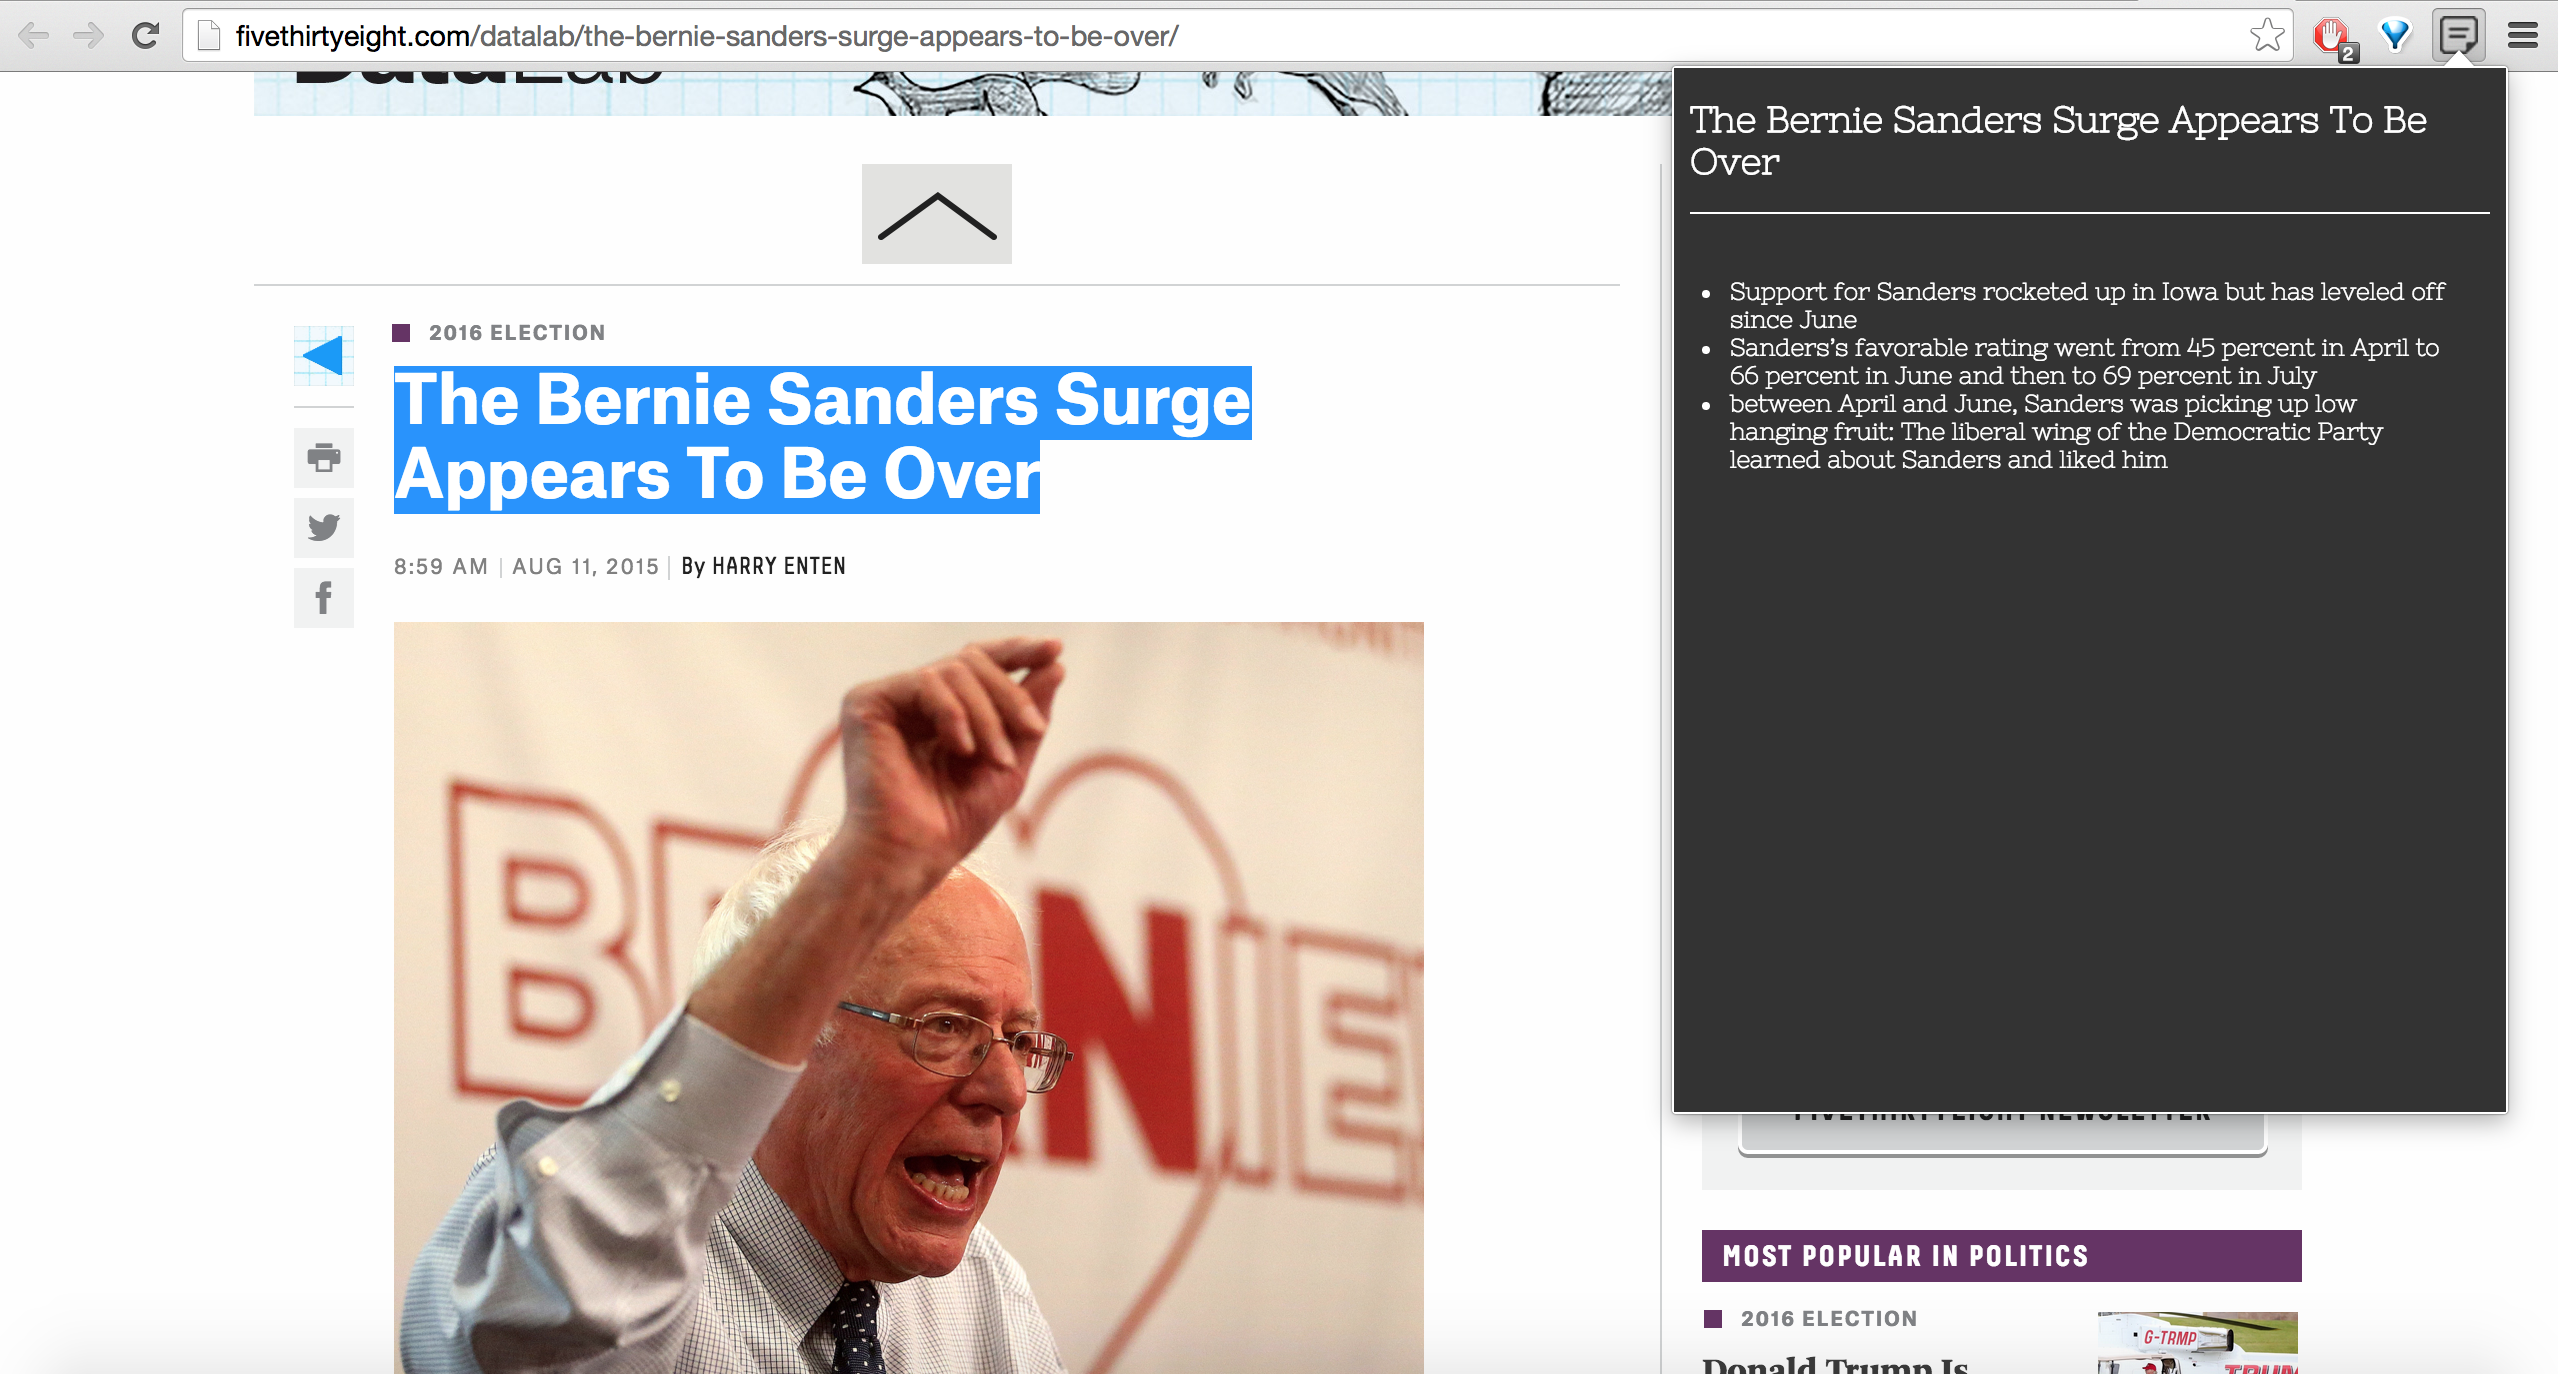 fivethirtyeight.com/datalab/the-bernie-sanders-surge-appears-to-be-over/
2
DataLab
2016 ELECTION
The Bernie Sanders Surge
Appears To Be Over
8:59 AM | AUG 11, 2015 | By HARRY ENTEN
BERNIE
The Bernie Sanders Surge Appears To Be
Over
• Support for Sanders rocketed up in Iowa but has leveled off
since June
• Sanders’s favorable rating went from 45 percent in April to
66 percent in June and then to 69 percent in July
• between April and June, Sanders was picking up low
hanging fruit: The liberal wing of the Democratic Party
learned about Sanders and liked him
FIVETHIRTYEIGHT NEWSLETTER
MOST POPULAR IN POLITICS
2016 ELECTION
Donald Trump Is
G-TRMP
TRUM